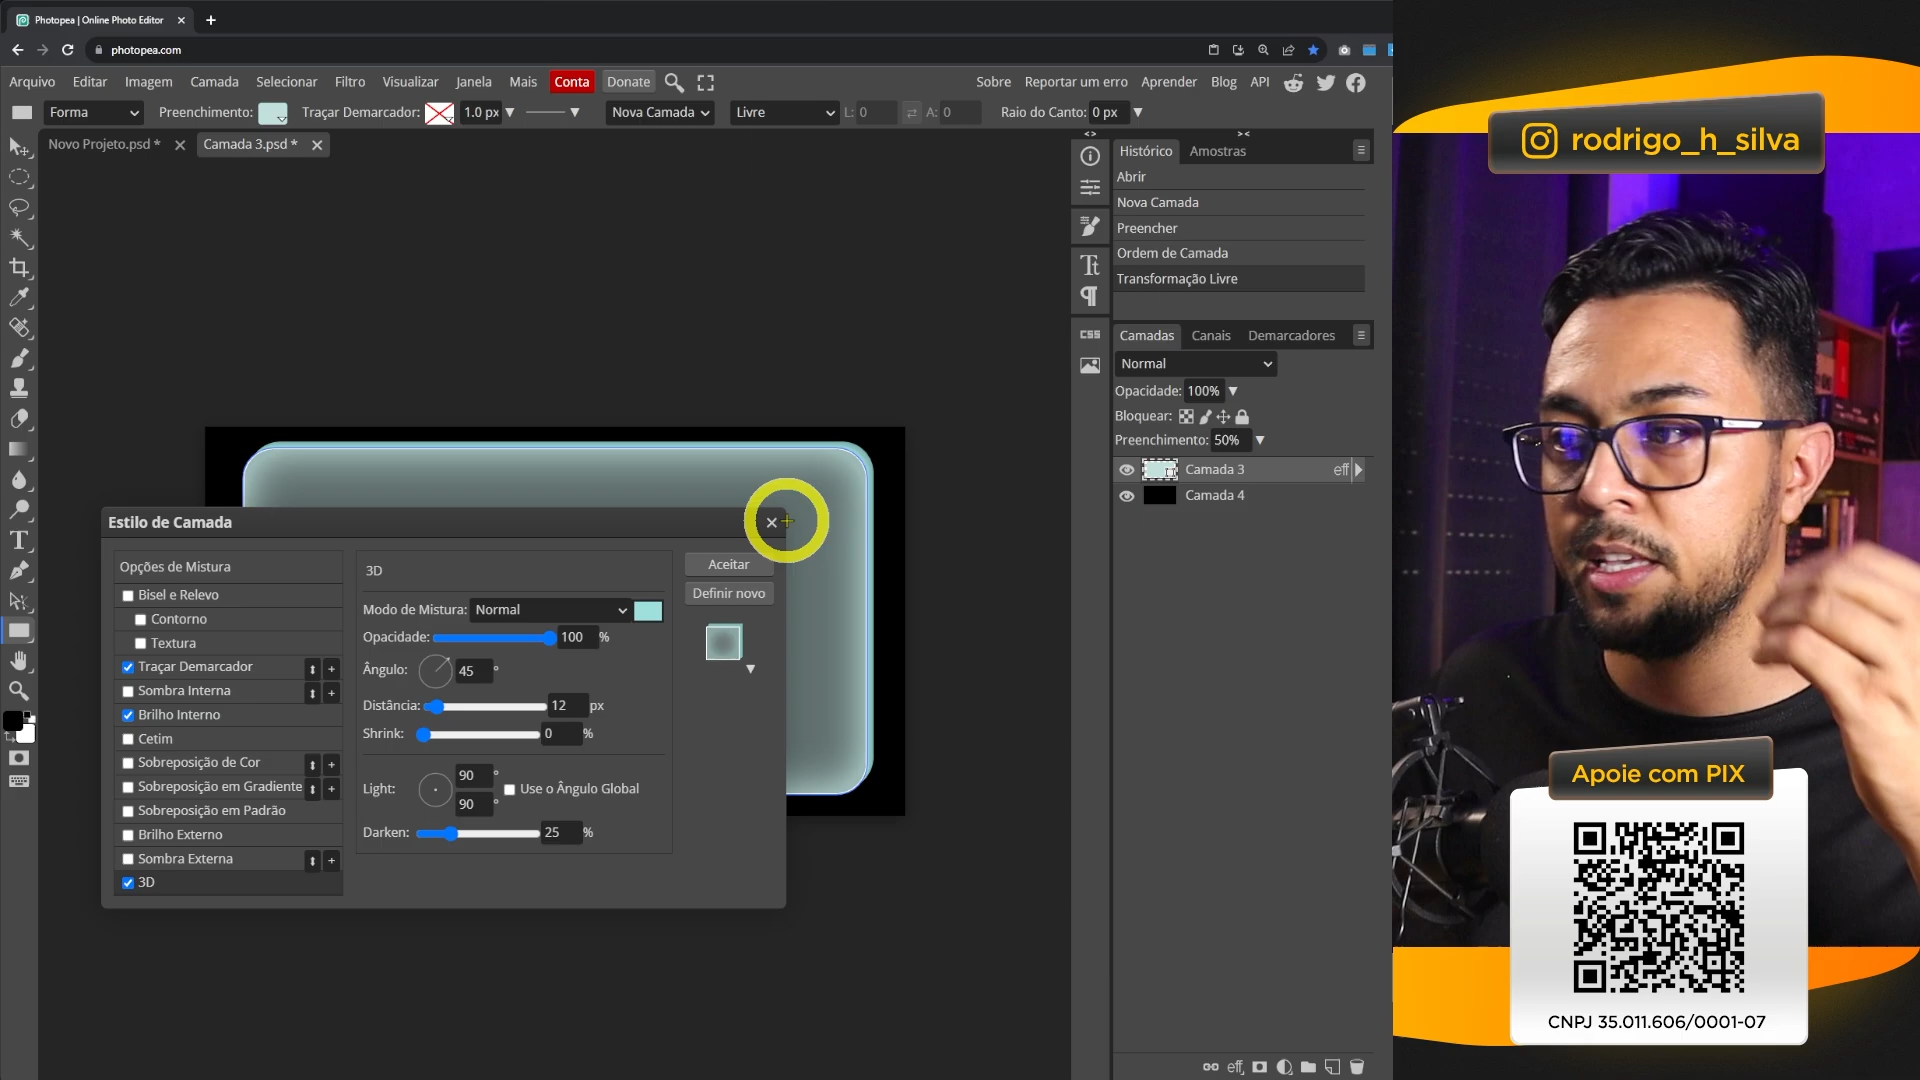 Photopea | Online Photo Editor
photopea.com
Arquivo Editar Imagem Camada Selecionar Filtro Visualizar Janela Mais Conta Donate
Sobre Reportar um erro Aprender Blog API
Forma Preenchimento: Traçar Demarcador: 1.0 px Nova Camada Livre L: 0 A: 0 Raio do Canto: 0 px
Novo Projeto.psd * Camada 3.psd *
Histórico Amostras
Abrir
Nova Camada
Preencher
Ordem de Camada
Transformação Livre
CSS
Camadas Canais Demarcadores
Normal
Opacidade: 100%
Bloquear:
Preenchimento: 50%
Camada 3 eff
Camada 4
eff
Estilo de Camada
Opções de Mistura
Bisel e Relevo
Contorno
Textura
Traçar Demarcador
Sombra Interna
Brilho Interno
Cetim
Sobreposição de Cor
Sobreposição em Gradiente
Sobreposição em Padrão
Brilho Externo
Sombra Externa
3D
3D
Modo de Mistura: Normal
Opacidade: 100 %
Ângulo: 45 °
Distância: 12 px
Shrink: 0 %
Light: 90 °
90 °
Use o Ângulo Global
Darken: 25 %
Aceitar
Definir novo
rodrigo_h_silva
Apoie com PIX
CNPJ 35.011.606/0001-07